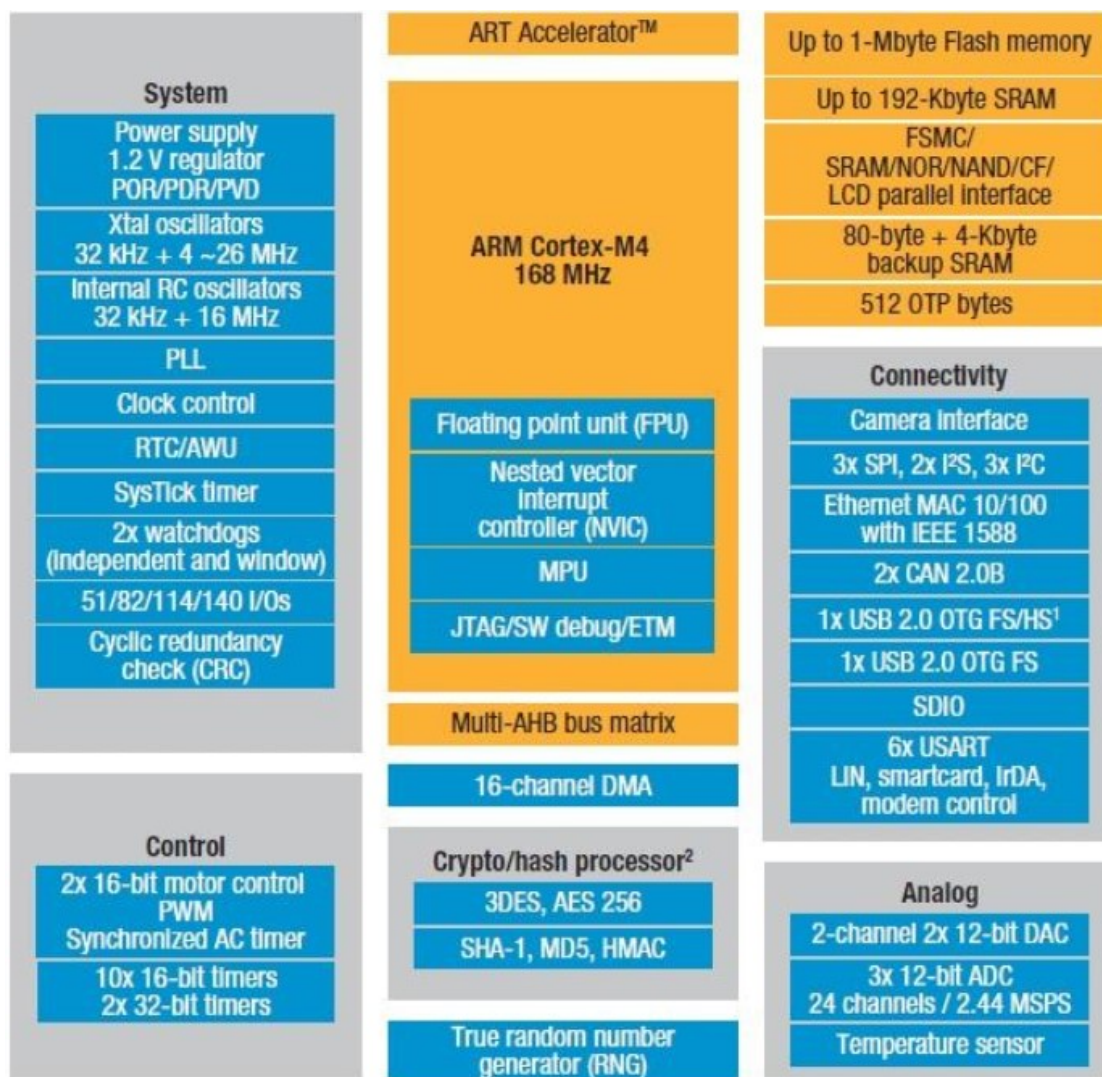 System
Power supply
1.2 V regulator
POR/PDR/PVD
Xtal oscillators
32 kHz + 4 ~26 MHz
Internal RC oscillators
32 kHz + 16 MHz
PLL
Clock control
RTC/AWU
SysTick timer
2x watchdogs
(independent and window)
51/82/114/140 I/Os
Cyclic redundancy
check (CRC)
Control
2x 16-bit motor control
PWM
Synchronized AC timer
10x 16-bit timers
2x 32-bit timers
ART Accelerator™
ARM Cortex-M4
168 MHz
Floating point unit (FPU)
Nested vector
interrupt
controller (NVIC)
MPU
JTAG/SW debug/ETM
Multi-AHB bus matrix
16-channel DMA
Crypto/hash processor²
3DES, AES 256
SHA-1, MD5, HMAC
True random number
generator (RNG)
Up to 1-Mbyte Flash memory
Up to 192-Kbyte SRAM
FSMC/
SRAM/NOR/NAND/CF/
LCD parallel interface
80-byte + 4-Kbyte
backup SRAM
512 OTP bytes
Connectivity
Camera interface
3x SPI, 2x I²S, 3x I²C
Ethernet MAC 10/100
with IEEE 1588
2x CAN 2.0B
1x USB 2.0 OTG FS/HS¹
1x USB 2.0 OTG FS
SDIO
6x USART
LIN, smartcard, IrDA,
modem control
Analog
2-channel 2x 12-bit DAC
3x 12-bit ADC
24 channels / 2.44 MSPS
Temperature sensor